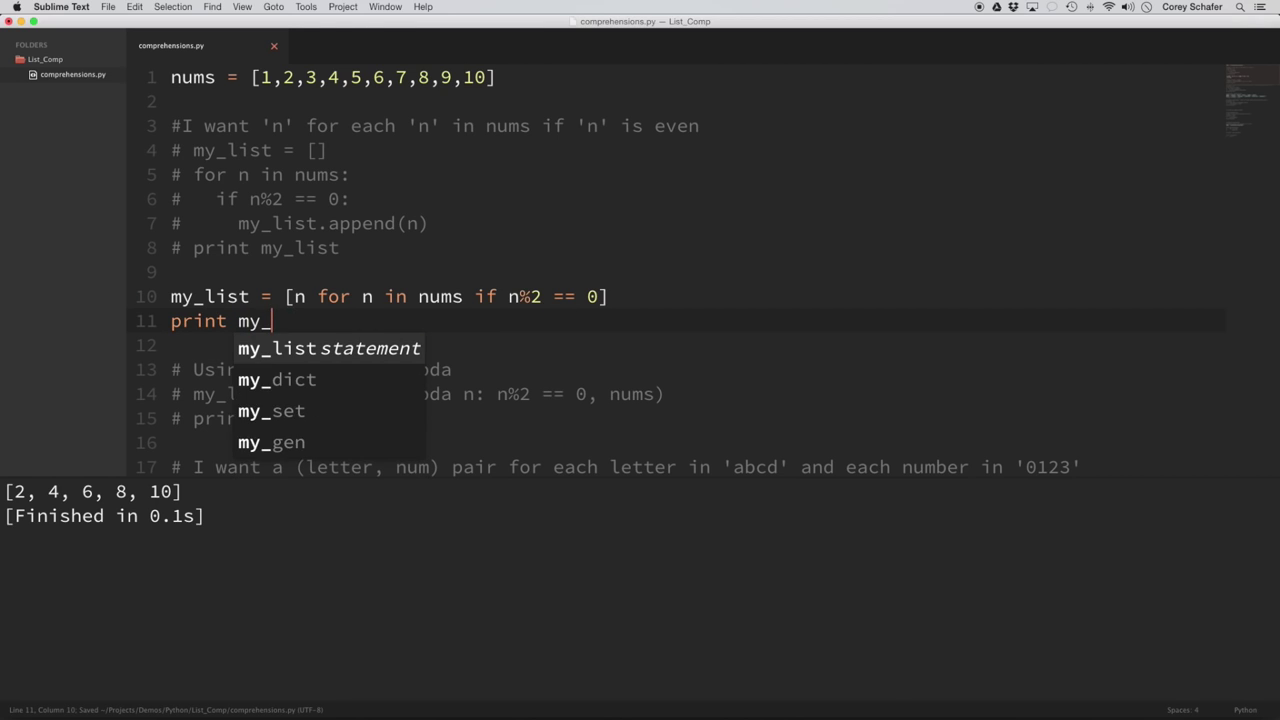 Sublime Text File Edit Selection Find View Goto Tools Project Window Help Corey Schafer
comprehensions.py — List_Comp
FOLDERS
List_Comp
comprehensions.py
comprehensions.py
1 nums = [1,2,3,4,5,6,7,8,9,10]
2
3 #I want 'n' for each 'n' in nums if 'n' is even
4 # my_list = []
5 # for n in nums:
6 #   if n%2 == 0:
7 #     my_list.append(n)
8 # print my_list
9
10 my_list = [n for n in nums if n%2 == 0]
11 print my_
12 my_list statement
13 # Usin
my_dict
14 # my_l da n: n%2 == 0, nums)
my_set
15 # prin
16 my_gen
17 # I want a (letter, num) pair for each letter in 'abcd' and each number in '0123'
[2, 4, 6, 8, 10]
[Finished in 0.1s]
Line 11, Column 10; Saved ~/Projects/Demos/Python/List_Comp/comprehensions.py (UTF-8) Spaces: 4 Python